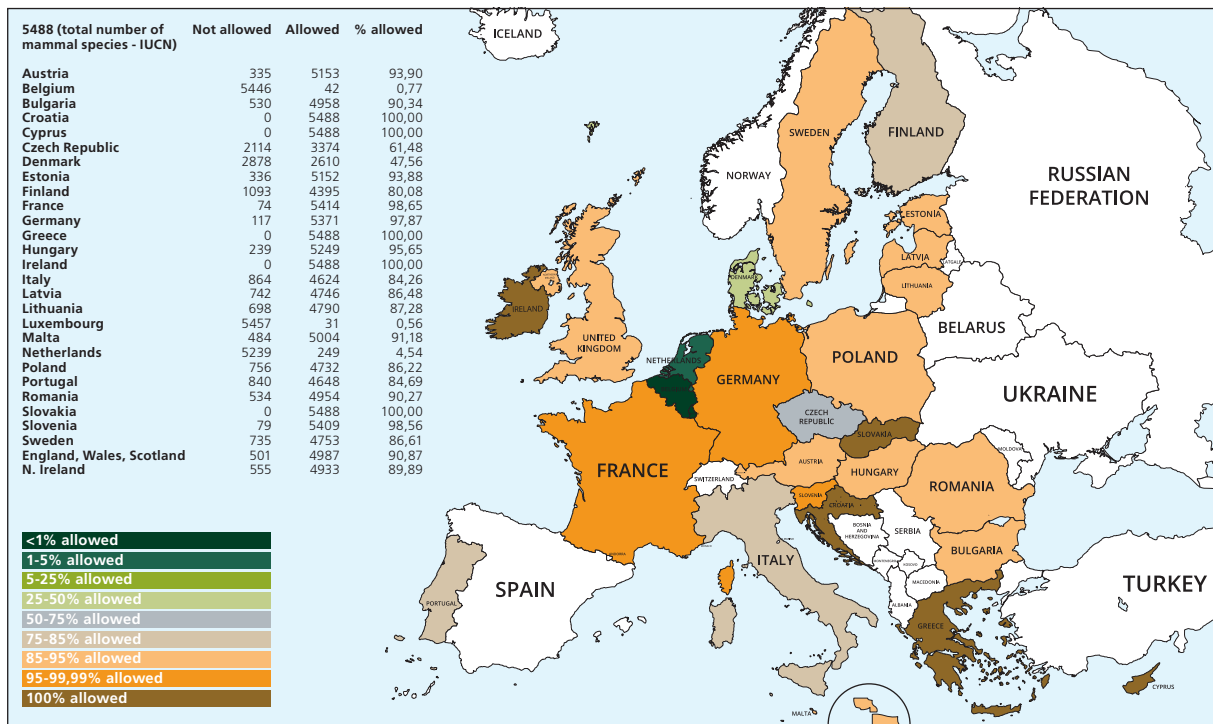 5488 (total number of Not allowed Allowed % allowed
mammal species - IUCN)
Austria 335 5153 93,90
Belgium 5446 42 0,77
Bulgaria 530 4958 90,34
Croatia 0 5488 100,00
Cyprus 0 5488 100,00
Czech Republic 2114 3374 61,48
Denmark 2878 2610 47,56
Estonia 336 5152 93,88
Finland 1093 4395 80,08
France 74 5414 98,65
Germany 117 5371 97,87
Greece 0 5488 100,00
Hungary 239 5249 95,65
Ireland 0 5488 100,00
Italy 864 4624 84,26
Latvia 742 4746 86,48
Lithuania 698 4790 87,28
Luxembourg 5457 31 0,56
Malta 484 5004 91,18
Netherlands 5239 249 4,54
Poland 756 4732 86,22
Portugal 840 4648 84,69
Romania 534 4954 90,27
Slovakia 0 5488 100,00
Slovenia 79 5409 98,56
Sweden 735 4753 86,61
England, Wales, Scotland 501 4987 90,87
N. Ireland 555 4933 89,89
<1% allowed
1-5% allowed
5-25% allowed
25-50% allowed
50-75% allowed
75-85% allowed
85-95% allowed
95-99,99% allowed
100% allowed
ICELAND
SWEDEN
FINLAND
NORWAY
RUSSIAN
FEDERATION
ESTONIA
LATVJA
LATGALE
LITHUANIA
DENMARK
IRELAND
UNITED
KINGDOM
BELARUS
NETHERLANDS
POLAND
GERMANY
UKRAINE
CZECH
REPUBLIC
SLOVAKIA
MOLDOVA
AUSTRIA
HUNGARY
FRANCE
SWITZERLAND
ROMANIA
SLOVENIA
CROATJA
BOSNIA
AND
HERZEGOVINA
SERBIA
BULGARIA
ITALY
MONTENEGRO
KOSOVO
MACEDONIA
SPAIN
TURKEY
PORTUGAL
ALBANIA
GREECE
CYPRUS
MALTA